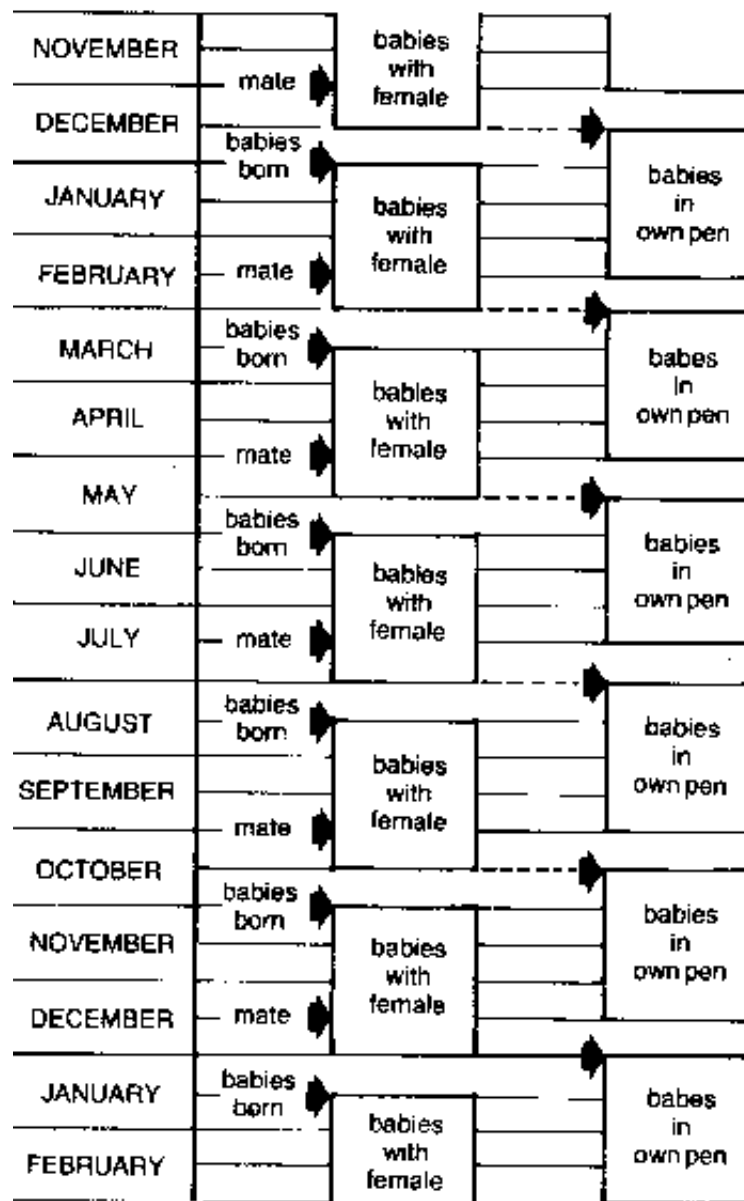 NOVEMBER
babies
with
female
mate
DECEMBER
babies
born
babies
in
own pen
JANUARY
babies
with
female
FEBRUARY
mate
MARCH
babies
born
babes
in
own pen
APRIL
babies
with
female
mate
MAY
babies
born
babies
in
own pen
JUNE
babies
with
female
JULY
mate
AUGUST
babies
born
babies
in
own pen
SEPTEMBER
babies
with
female
mate
OCTOBER
babies
born
babies
in
own pen
NOVEMBER
babies
with
female
DECEMBER
mate
JANUARY
babies
born
babes
in
own pen
FEBRUARY
babies
with
female